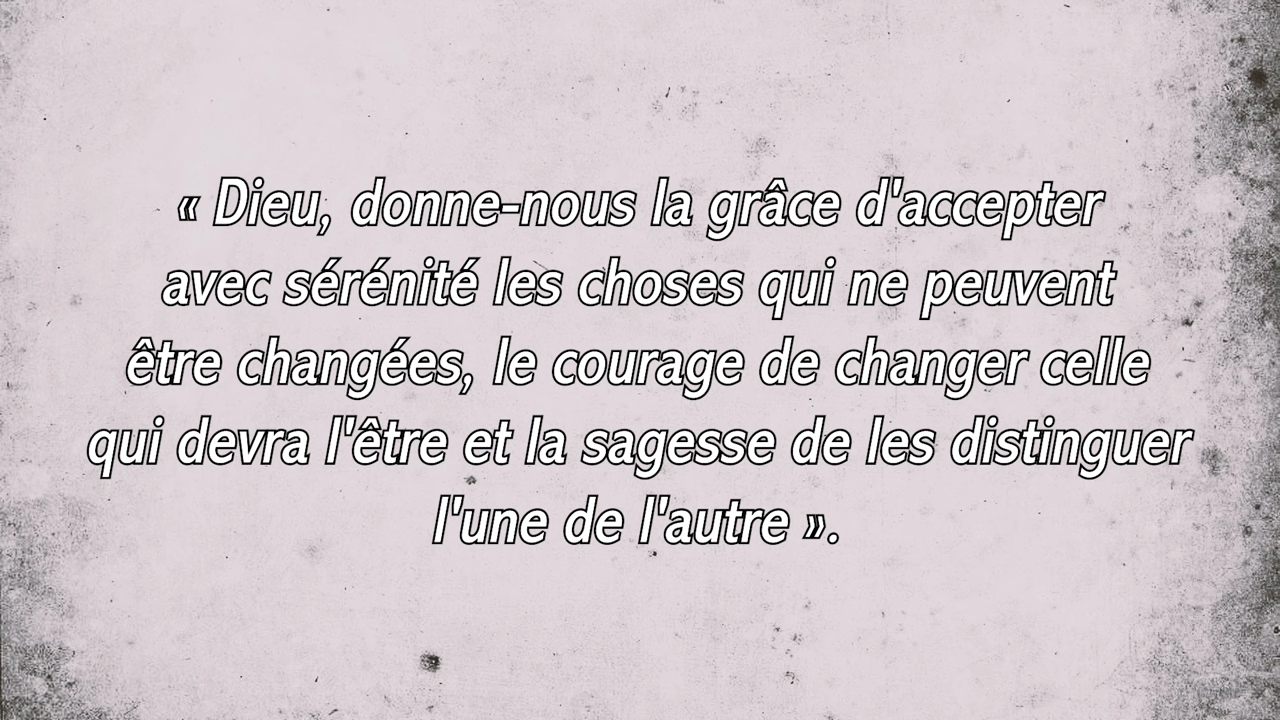 « Dieu, donne-nous la grâce d'accepter
avec sérénité les choses qui ne peuvent
être changées, le courage de changer celle
qui devra l'être et la sagesse de les distinguer
l'une de l'autre ».